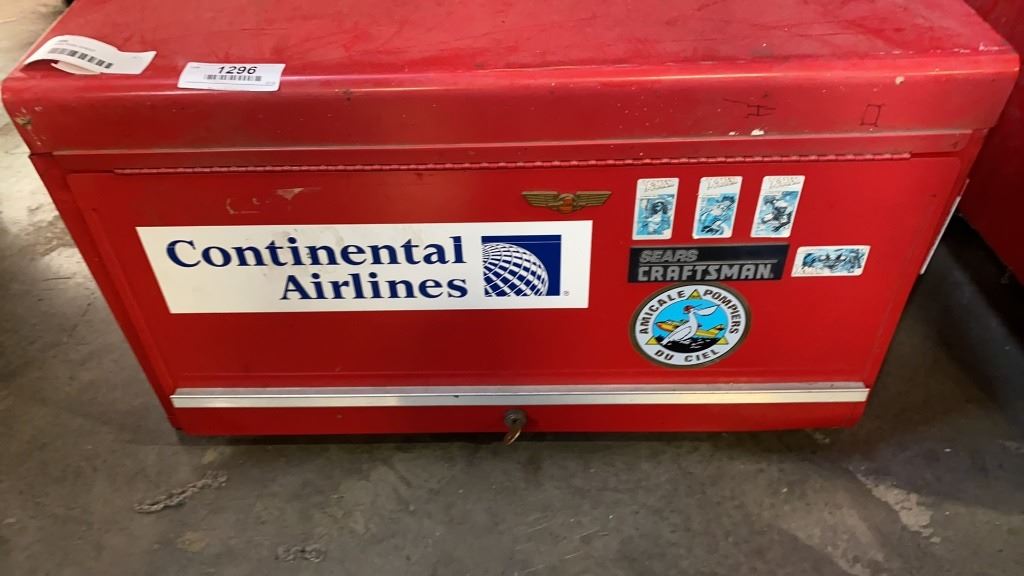 1296
Continental
Airlines
®
SEARS
CRAFTSMAN
AMICALE POMPIERS
DU CIEL